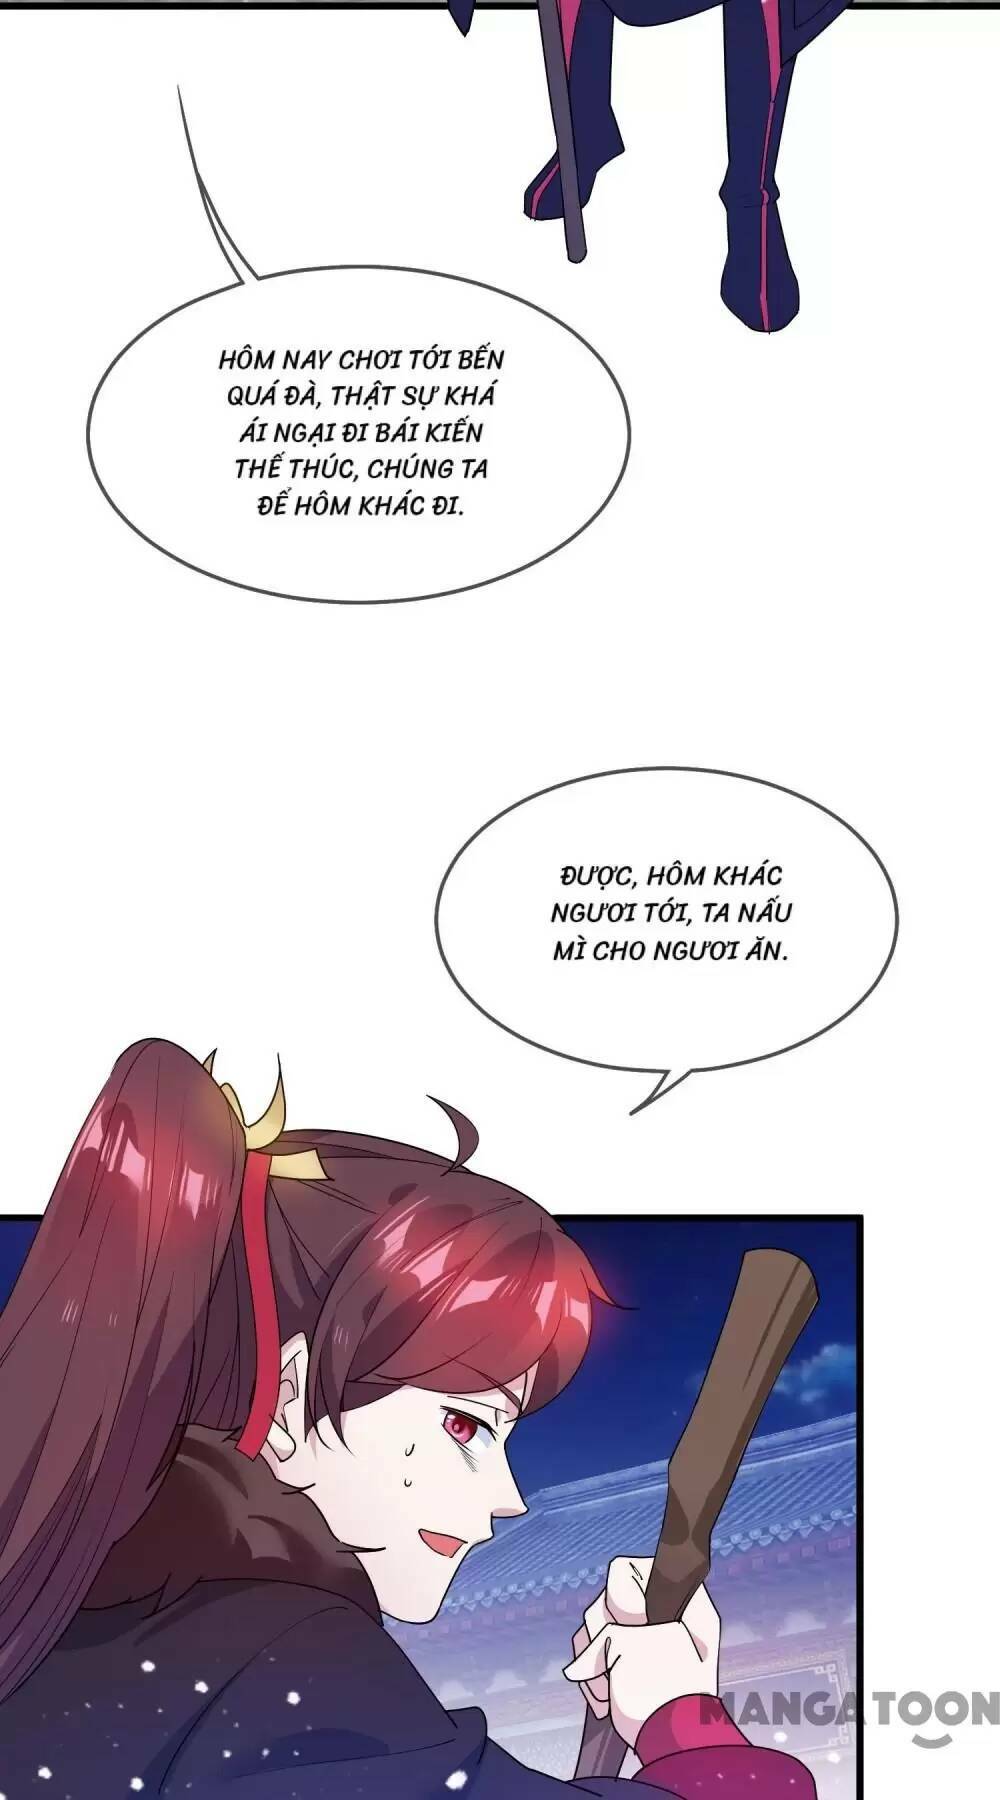 HÔM NAY CHƠI TỚI BẾN
QUÁ ĐÀ, THẬT SỰ KHÁ
ÁI NGẠI ĐI BÁI KIẾN
THẾ THÚC, CHÚNG TA
ĐỂ HÔM KHÁC ĐI.
ĐƯỢC, HÔM KHÁC
NGƯƠI TỚI, TA NẤU
MÌ CHO NGƯƠI ĂN.
MANGATOON